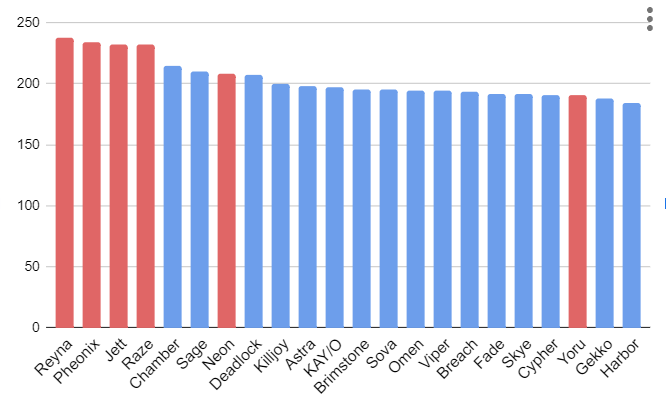 250
200
150
100
50
0
Reyna
Pheonix
Jett
Raze
Chamber
Sage
Neon
Deadlock
Killjoy
Astra
KAY/O
Brimstone
Sova
Omen
Viper
Breach
Fade
Skye
Cypher
Yoru
Gekko
Harbor